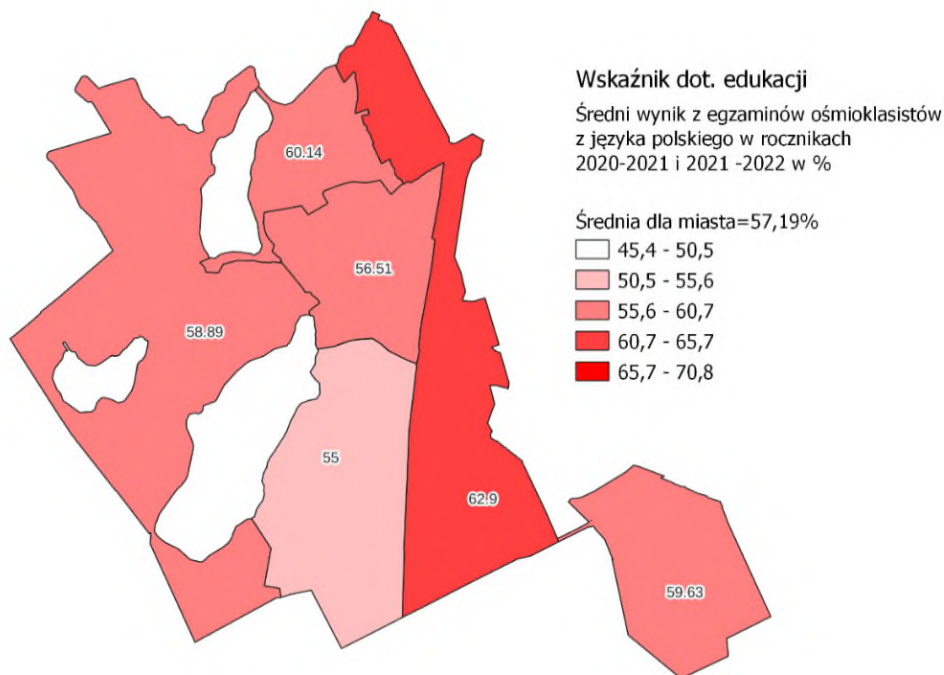 Wskaźnik dot. edukacji
Średni wynik z egzaminów ośmioklasistów
z języka polskiego w rocznikach
2020-2021 i 2021 -2022 w %
Średnia dla miasta=57,19%
45,4 - 50,5
50,5 - 55,6
55,6 - 60,7
60,7 - 65,7
65,7 - 70,8
60.14
56.51
58.89
55
62.9
59.63